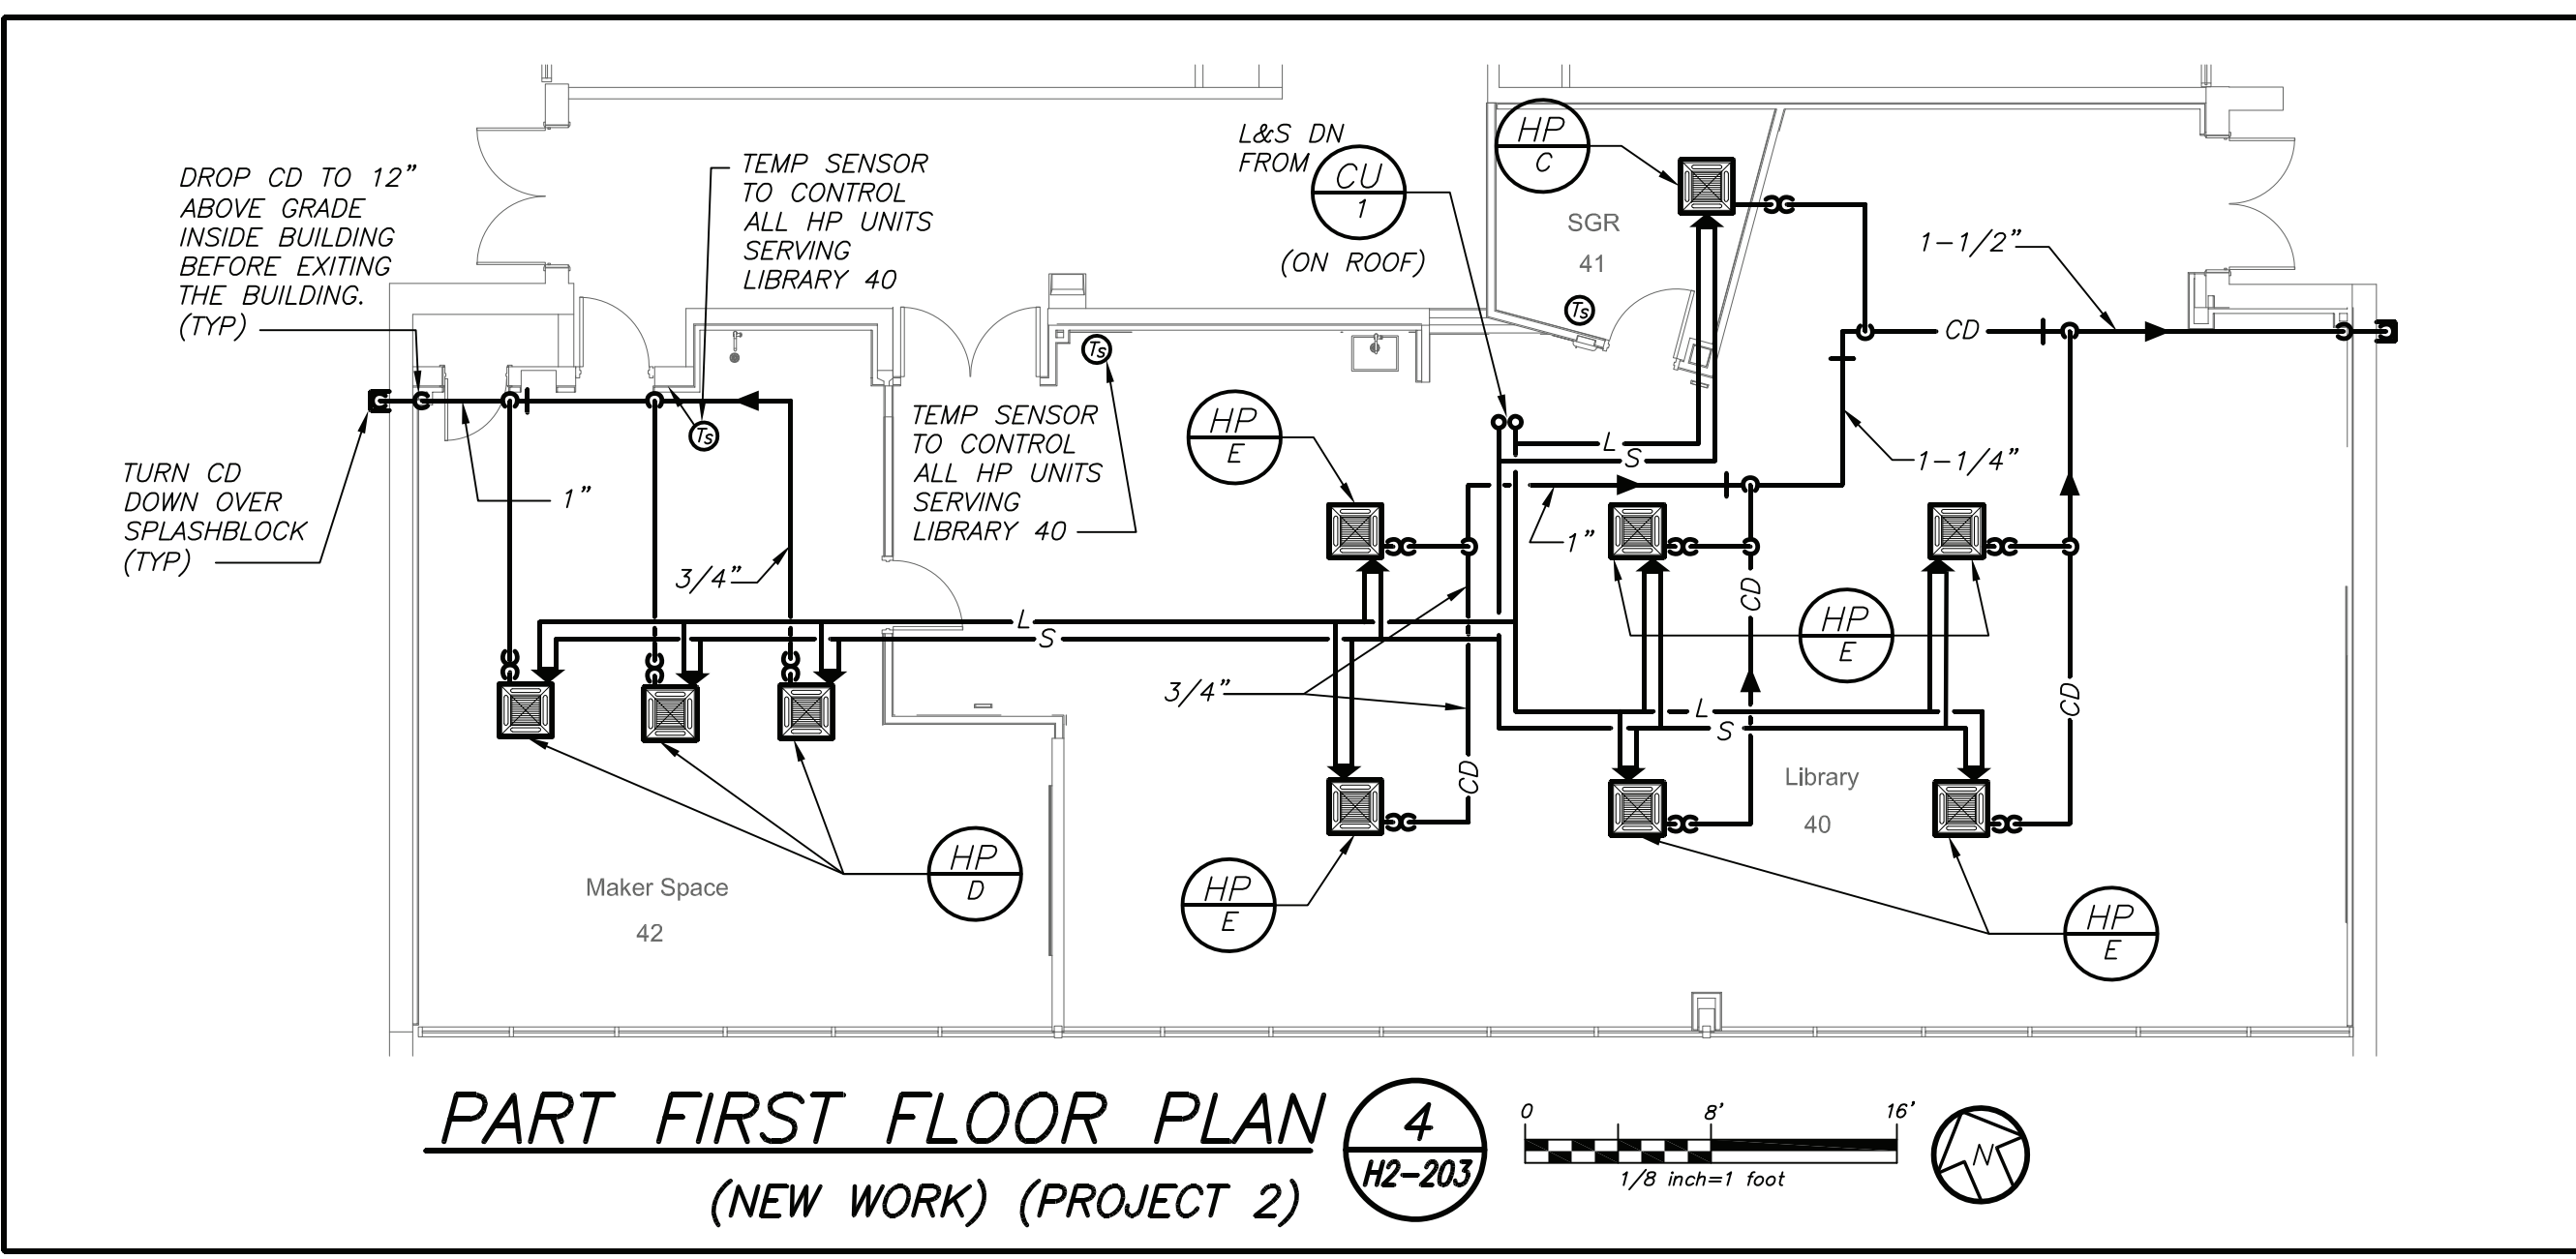 DROP CD TO 12”
ABOVE GRADE
INSIDE BUILDING
BEFORE EXITING
THE BUILDING.
(TYP)
TEMP SENSOR
TO CONTROL
ALL HP UNITS
SERVING
LIBRARY 40
L&S DN
FROM
CU
1
(ON ROOF)
HP
C
SGR
41
Ts
1-1/2”
CD
Ts
Ts
TEMP SENSOR
TO CONTROL
ALL HP UNITS
SERVING
LIBRARY 40
HP
E
L
S
1-1/4”
TURN CD
DOWN OVER
SPLASHBLOCK
(TYP)
1”
3/4”
1”
CD
L
S
HP
E
3/4”
CD
CD
L
S
Library
40
HP
D
HP
E
HP
E
Maker Space
42
PART FIRST FLOOR PLAN
(NEW WORK) (PROJECT 2)
4
H2-203
0 8' 16'
1/8 inch=1 foot
N